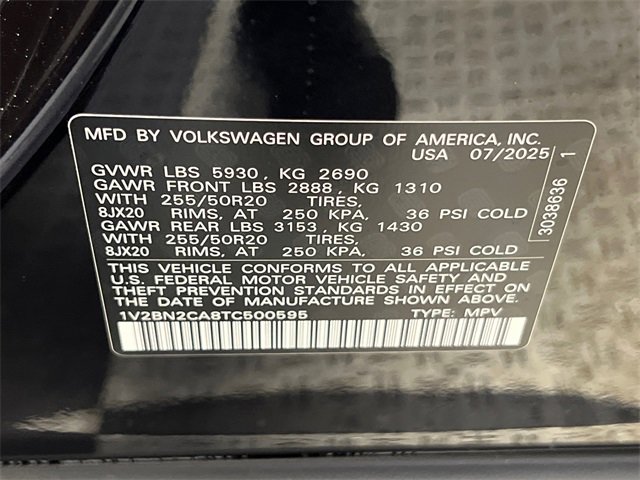 MFD BY VOLKSWAGEN GROUP OF AMERICA, INC.
USA 07/2025
GVWR LBS 5930, KG 2690
GAWR FRONT LBS 2888, KG 1310
WITH 255/50R20 TIRES,
8JX20 RIMS, AT 250 KPA, 36 PSI COLD
GAWR REAR LBS 3153, KG 1430
WITH 255/50R20 TIRES,
8JX20 RIMS, AT 250 KPA, 36 PSI COLD
THIS VEHICLE CONFORMS TO ALL APPLICABLE
U.S. FEDERAL MOTOR VEHICLE SAFETY AND
THEFT PREVENTION STANDARDS IN EFFECT ON
THE DATE OF MANUFACTURE SHOWN ABOVE.
1V2BN2CA8TC500595 TYPE: MPV
3038636 1